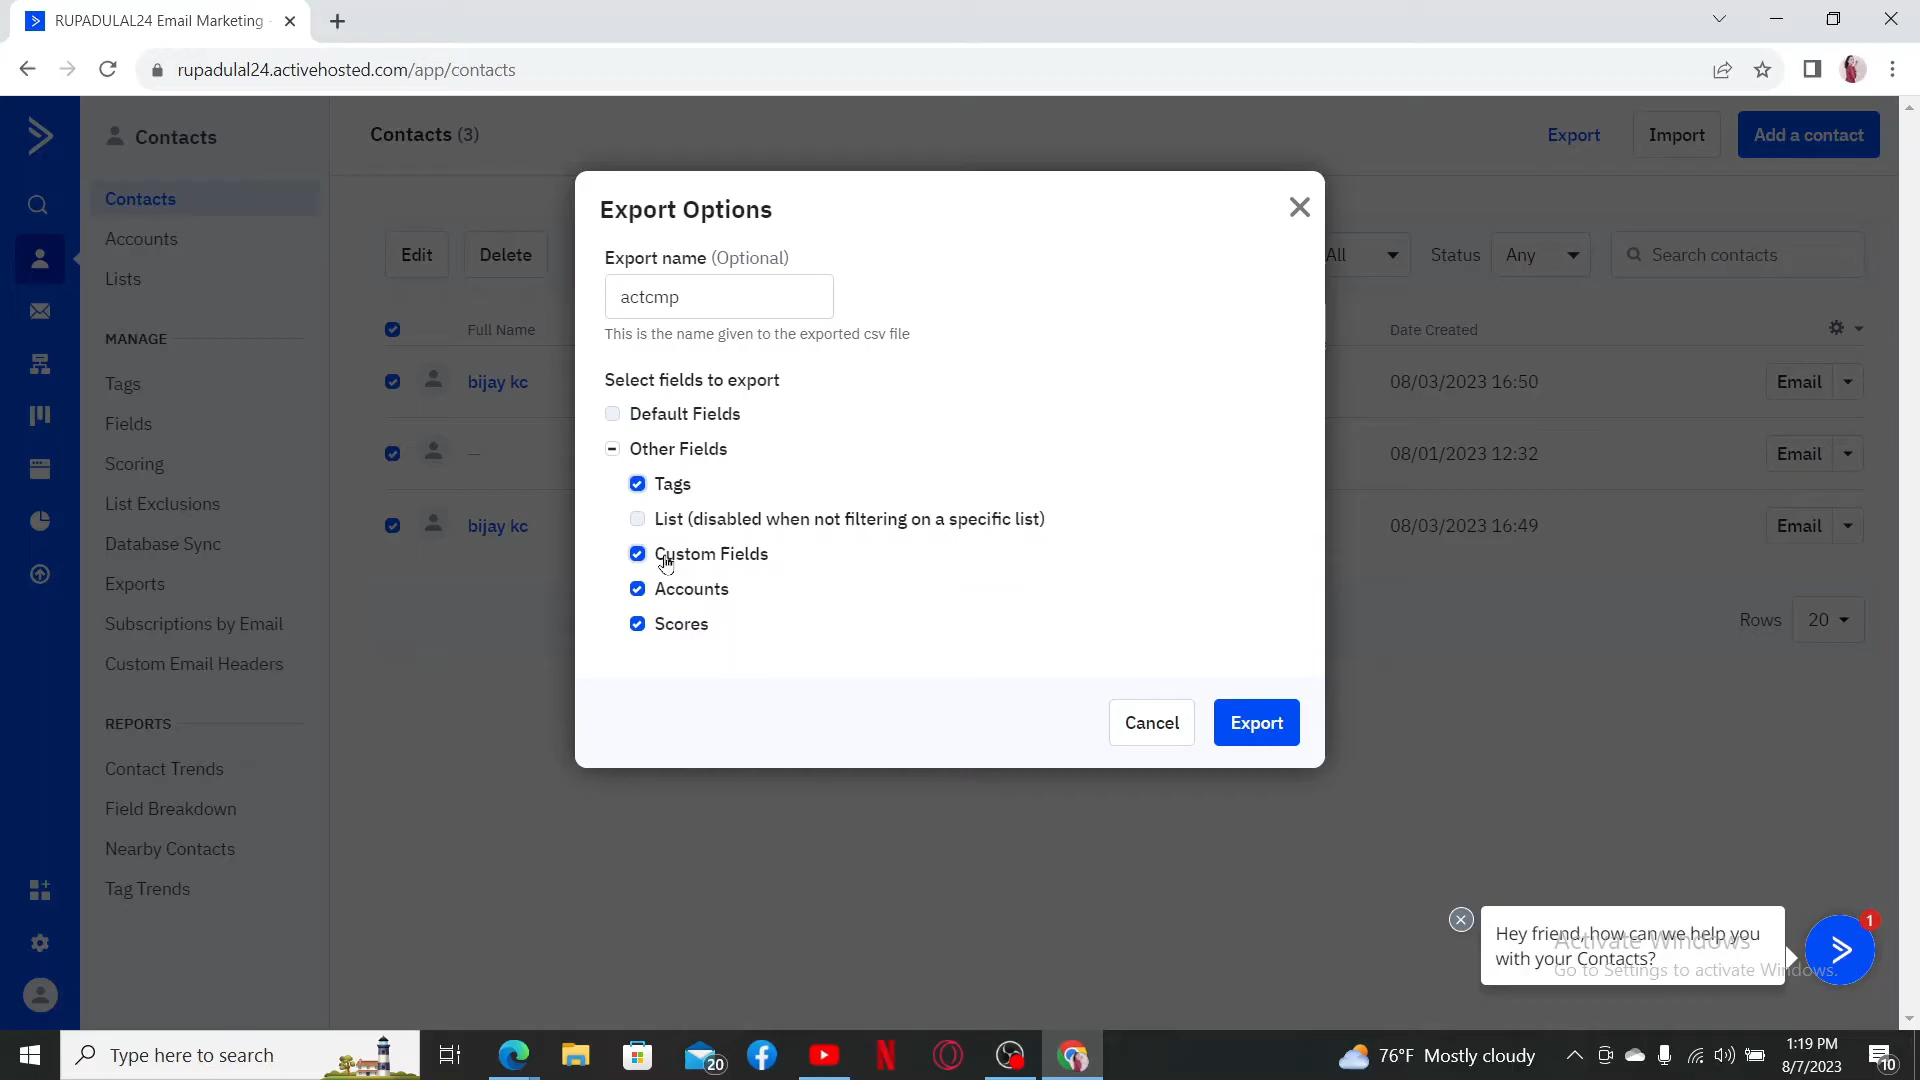 RUPADULAL24 Email Marketing
rupadulal24.activehosted.com/app/contacts
Contacts
Contacts (3)
Export
Import
Add a contact
Contacts
Accounts
Lists
MANAGE
Tags
Fields
Scoring
List Exclusions
Database Sync
Exports
Subscriptions by Email
Custom Email Headers
REPORTS
Contact Trends
Field Breakdown
Nearby Contacts
Tag Trends
Edit
Delete
All
Status
Any
Search contacts
Full Name
Date Created
bijay kc
08/03/2023 16:50
Email
08/01/2023 12:32
Email
bijay kc
08/03/2023 16:49
Email
Rows
20
Export Options
Export name (Optional)
actcmp
This is the name given to the exported csv file
Select fields to export
Default Fields
Other Fields
Tags
List (disabled when not filtering on a specific list)
Custom Fields
Accounts
Scores
Cancel
Export
Hey friend, how can we help you
with your Contacts?
1
Activate Windows
Go to Settings to activate Windows.
Type here to search
20
76°F Mostly cloudy
1:19 PM
8/7/2023
10